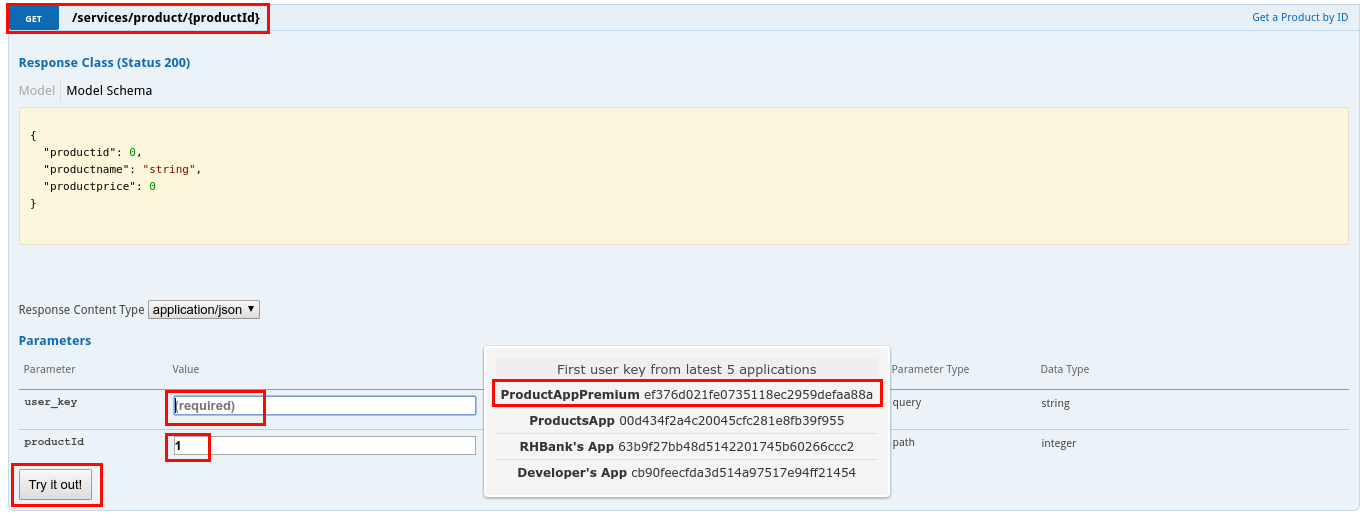 GET /services/product/{productId} Get a Product by ID
Response Class (Status 200)
Model Model Schema
{
"productid": 0,
"productname": "string",
"productprice": 0
}
Response Content Type application/json
Parameters
Parameter Value Parameter Type Data Type
First user key from latest 5 applications
ProductAppPremium ef376d021fe0735118ec2959defaa88a
user_key (required) query string
ProductsApp 00d434f2a4c20045cfc281e8fb39f955
productId 1 path integer
RHBank's App 63b9f27bb48d5142201745b60266ccc2
Developer's App cb90feecfda3d514a97517e94ff21454
Try it out!